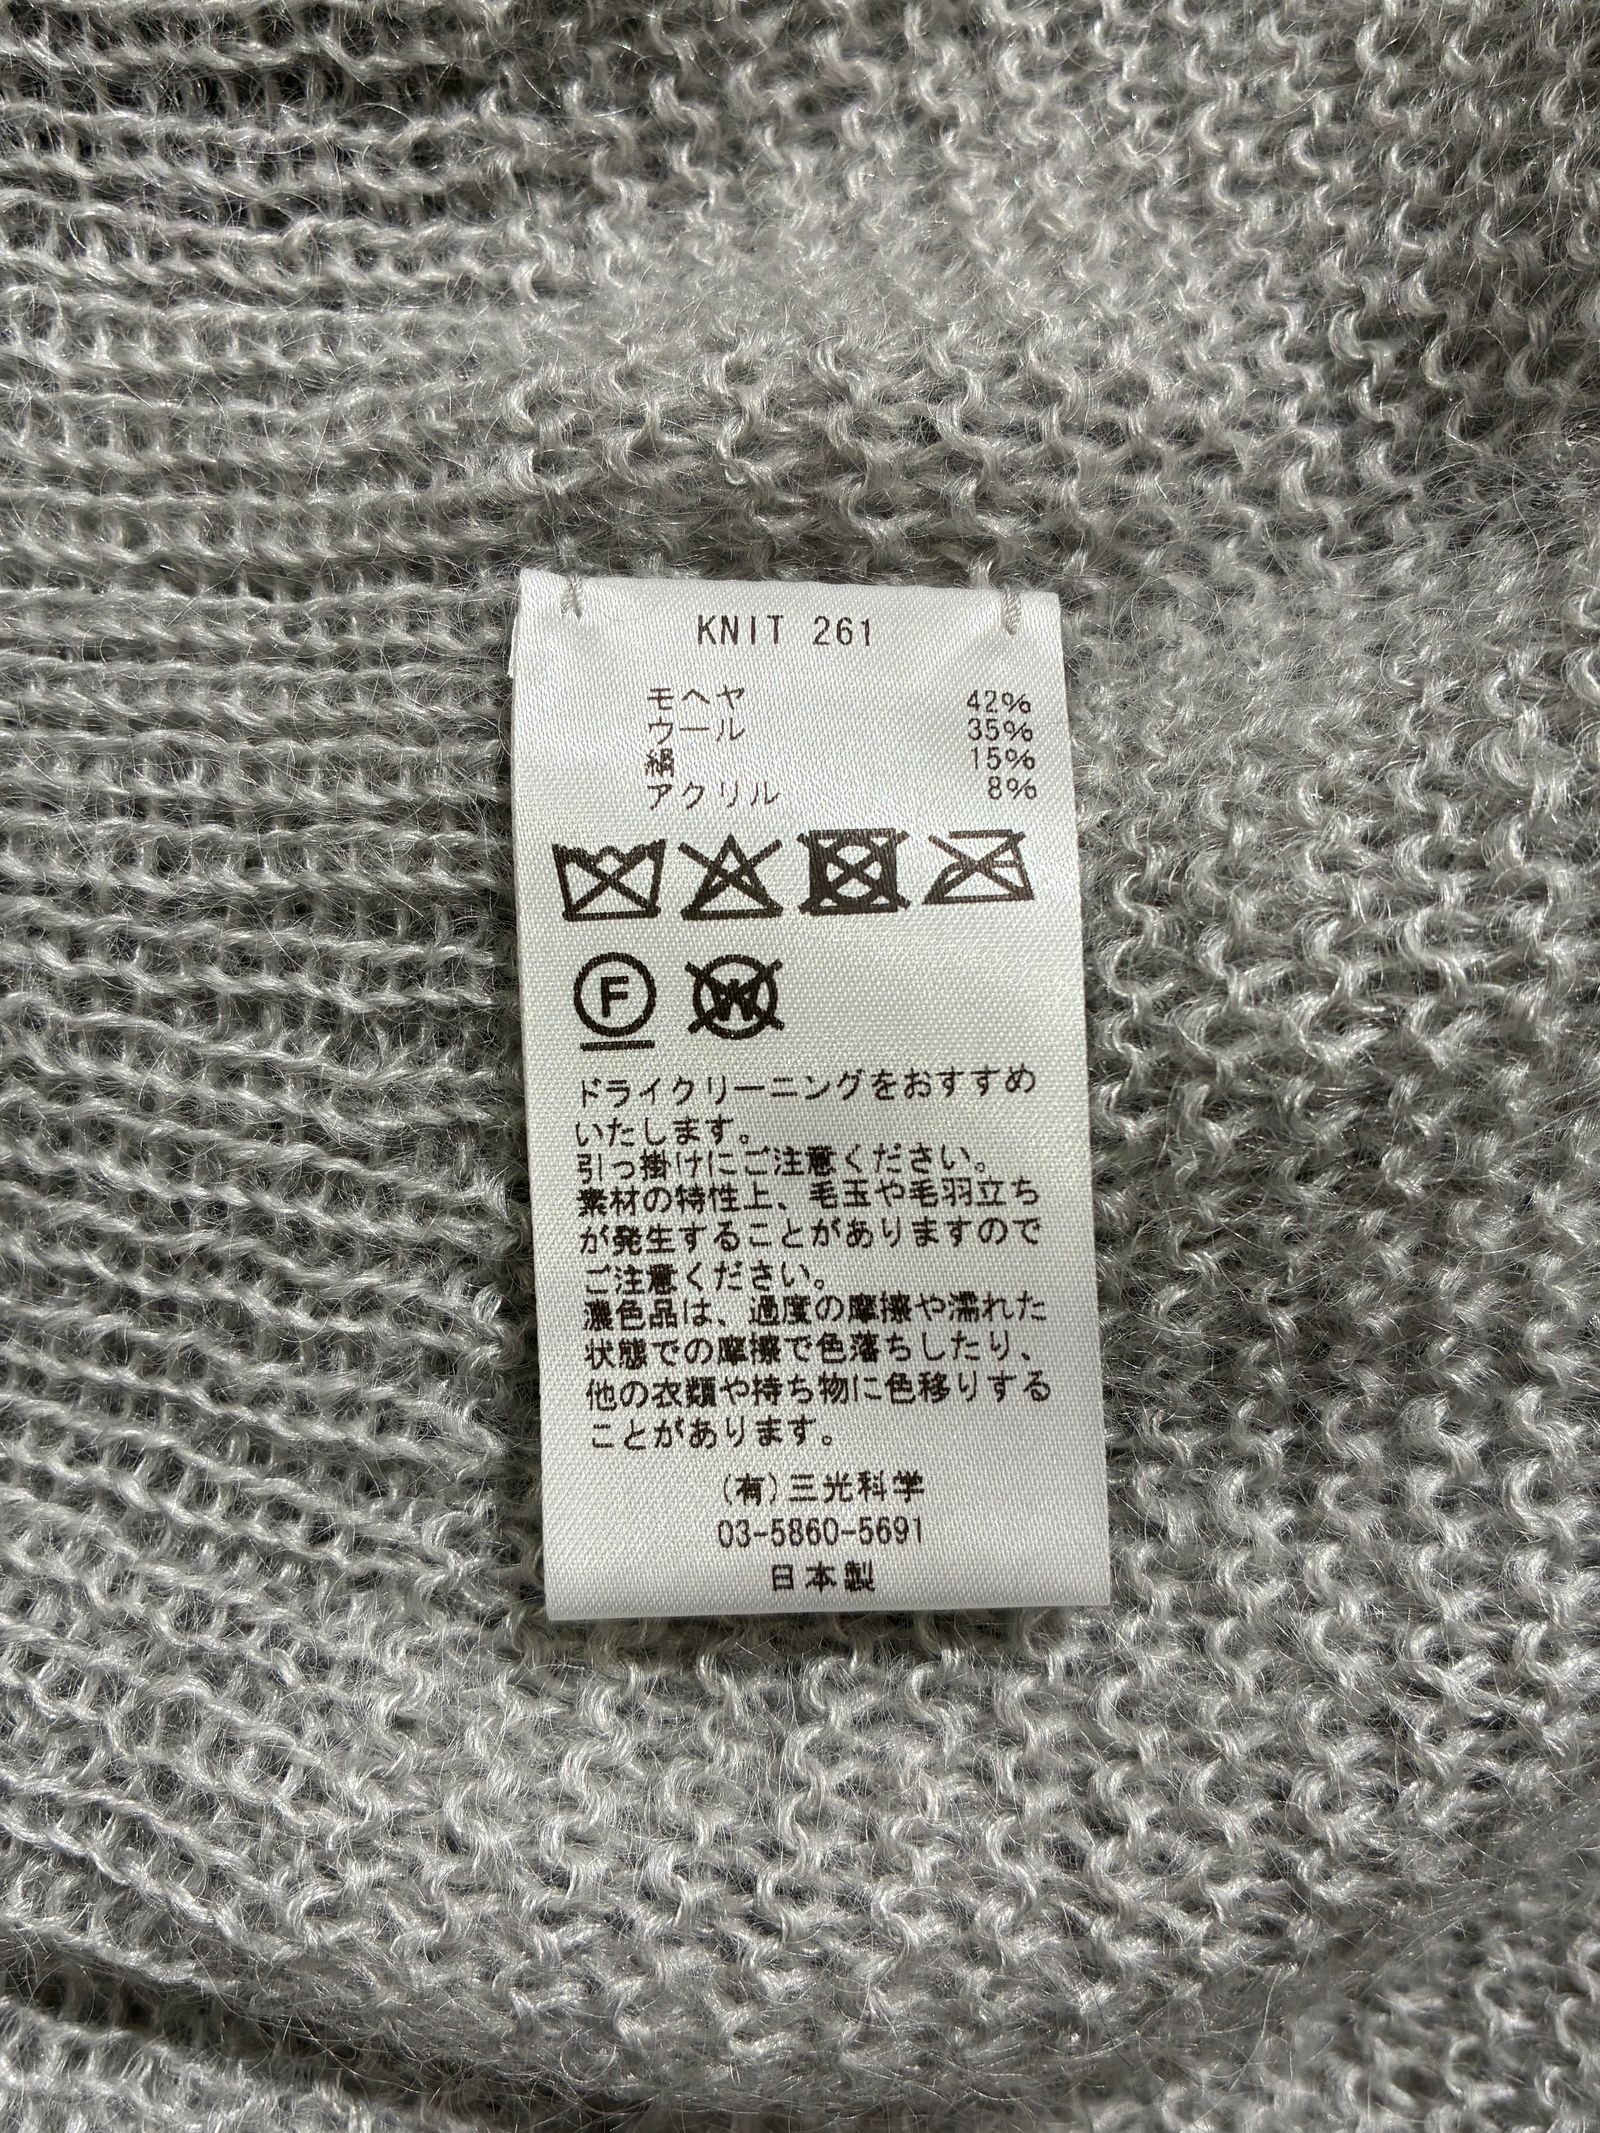 KNIT 261
モヘヤ 42%
ウール 35%
絹 15%
アクリル 8%
F W
ドライクリーニングをおすすめ
いたします。
引っ掛けにご注意ください。
素材の特性上、毛玉や毛羽立ち
が発生することがありますので
ご注意ください。
濃色品は、過度の摩擦や濡れた
状態での摩擦で色落ちしたり、
他の衣類や持ち物に色移りする
ことがあります。
(有)三光科学
03-5860-5691
日本製